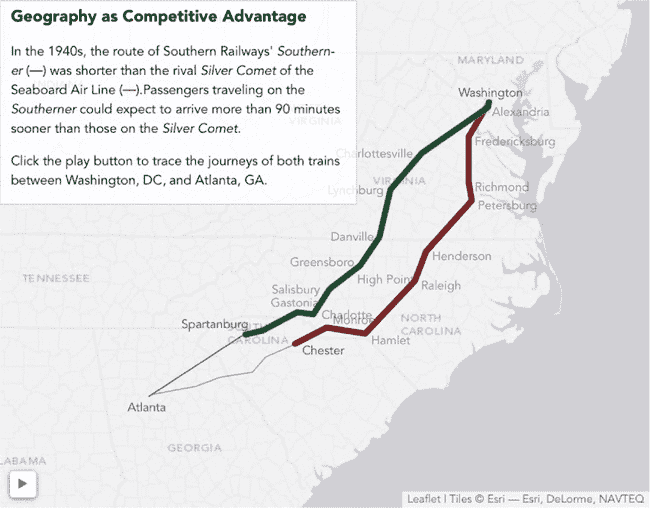 Geography as Competitive Advantage
In the 1940s, the route of Southern Railways' Southern-
er (—) was shorter than the rival Silver Comet of the
Seaboard Air Line (—).Passengers traveling on the
Southerner could expect to arrive more than 90 minutes
sooner than those on the Silver Comet.
Click the play button to trace the journeys of both trains
between Washington, DC, and Atlanta, GA.
MARYLAND
Washington
Alexandria
VIRGINIA
Fredericksburg
Charlottesville
VIRGINIA
Lynchburg
Richmond
Petersburg
Danville
Henderson
Greensboro
TENNESSEE
High Point
Raleigh
Salisbury
Gastonia
Charlotte
Monroe
NORTH
CAROLINA
Spartanburg
SOUTH
CAROLINA
Hamlet
Chester
Atlanta
GEORGIA
ALABAMA
Leaflet | Tiles © Esri — Esri, DeLorme, NAVTEQ